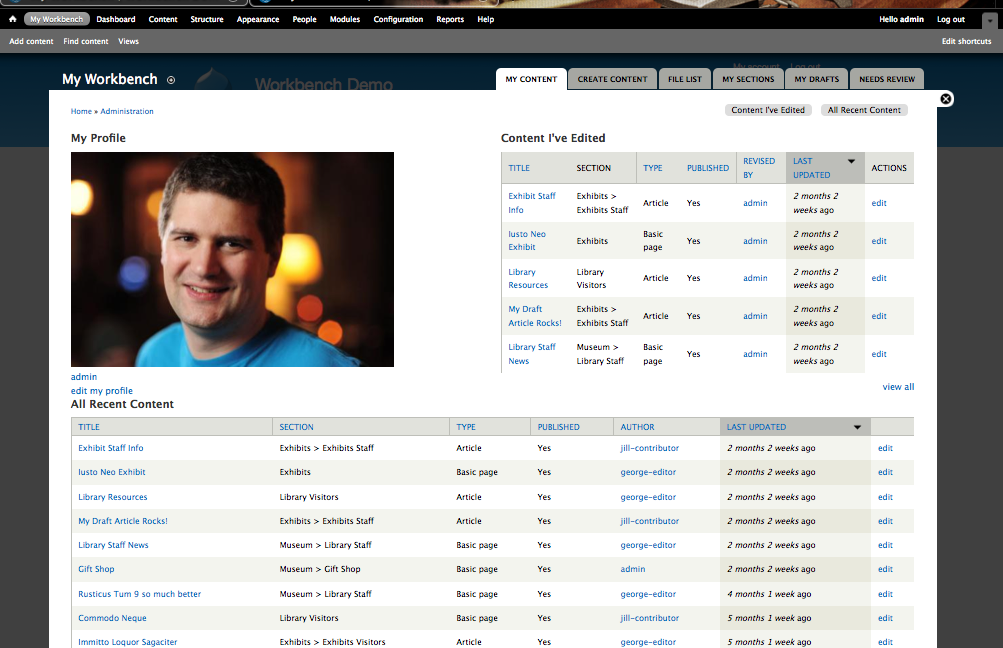 My Workbench Dashboard Content Structure Appearance People Modules Configuration Reports Help Hello admin Log out
Add content Find content Views Edit shortcuts
My account Log out
My Workbench Workbench Demo MY CONTENT CREATE CONTENT FILE LIST MY SECTIONS MY DRAFTS NEEDS REVIEW
Home » Administration Content I've Edited All Recent Content
My Profile
admin
edit my profile
Content I've Edited
TITLE SECTION TYPE PUBLISHED REVISED BY LAST UPDATED ACTIONS
Exhibit Staff Info Exhibits > Exhibits Staff Article Yes admin 2 months 2 weeks ago edit
Iusto Neo Exhibit Exhibits Basic page Yes admin 2 months 2 weeks ago edit
Library Resources Library Visitors Article Yes admin 2 months 2 weeks ago edit
My Draft Article Rocks! Exhibits > Exhibits Staff Article Yes admin 2 months 2 weeks ago edit
Library Staff News Museum > Library Staff Basic page Yes admin 2 months 2 weeks ago edit
view all
All Recent Content
TITLE SECTION TYPE PUBLISHED AUTHOR LAST UPDATED
Exhibit Staff Info Exhibits > Exhibits Staff Article Yes jill-contributor 2 months 2 weeks ago edit
Iusto Neo Exhibit Exhibits Basic page Yes george-editor 2 months 2 weeks ago edit
Library Resources Library Visitors Article Yes george-editor 2 months 2 weeks ago edit
My Draft Article Rocks! Exhibits > Exhibits Staff Article Yes jill-contributor 2 months 2 weeks ago edit
Library Staff News Museum > Library Staff Basic page Yes george-editor 2 months 2 weeks ago edit
Gift Shop Museum > Gift Shop Basic page Yes admin 2 months 2 weeks ago edit
Rusticus Tum 9 so much better Museum > Library Staff Basic page Yes george-editor 4 months 1 week ago edit
Commodo Neque Library Visitors Basic page Yes jill-contributor 5 months 1 week ago edit
Immitto Loquor Sagaciter Exhibits > Exhibits Visitors Article Yes george-editor 5 months 1 week ago edit